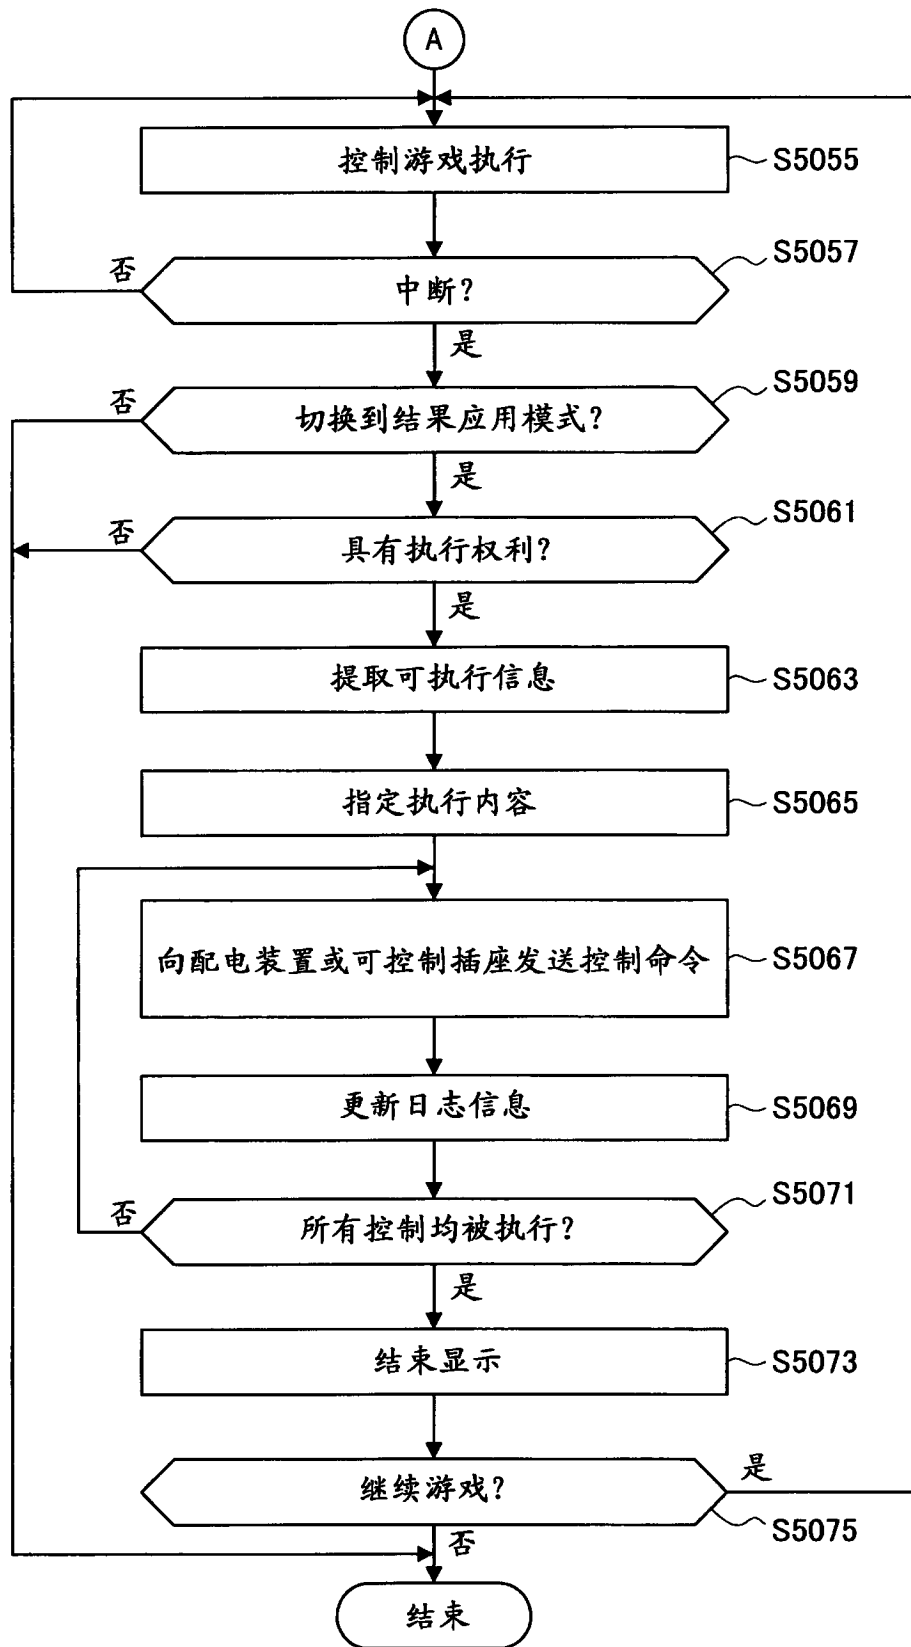 A
控制游戏执行
S5055
中断?
S5057
否
是
切换到结果应用模式?
S5059
否
是
具有执行权利?
S5061
否
是
提取可执行信息
S5063
指定执行内容
S5065
向配电装置或可控制插座发送控制命令
S5067
更新日志信息
S5069
所有控制均被执行?
S5071
否
是
结束显示
S5073
继续游戏?
是
S5075
否
结束